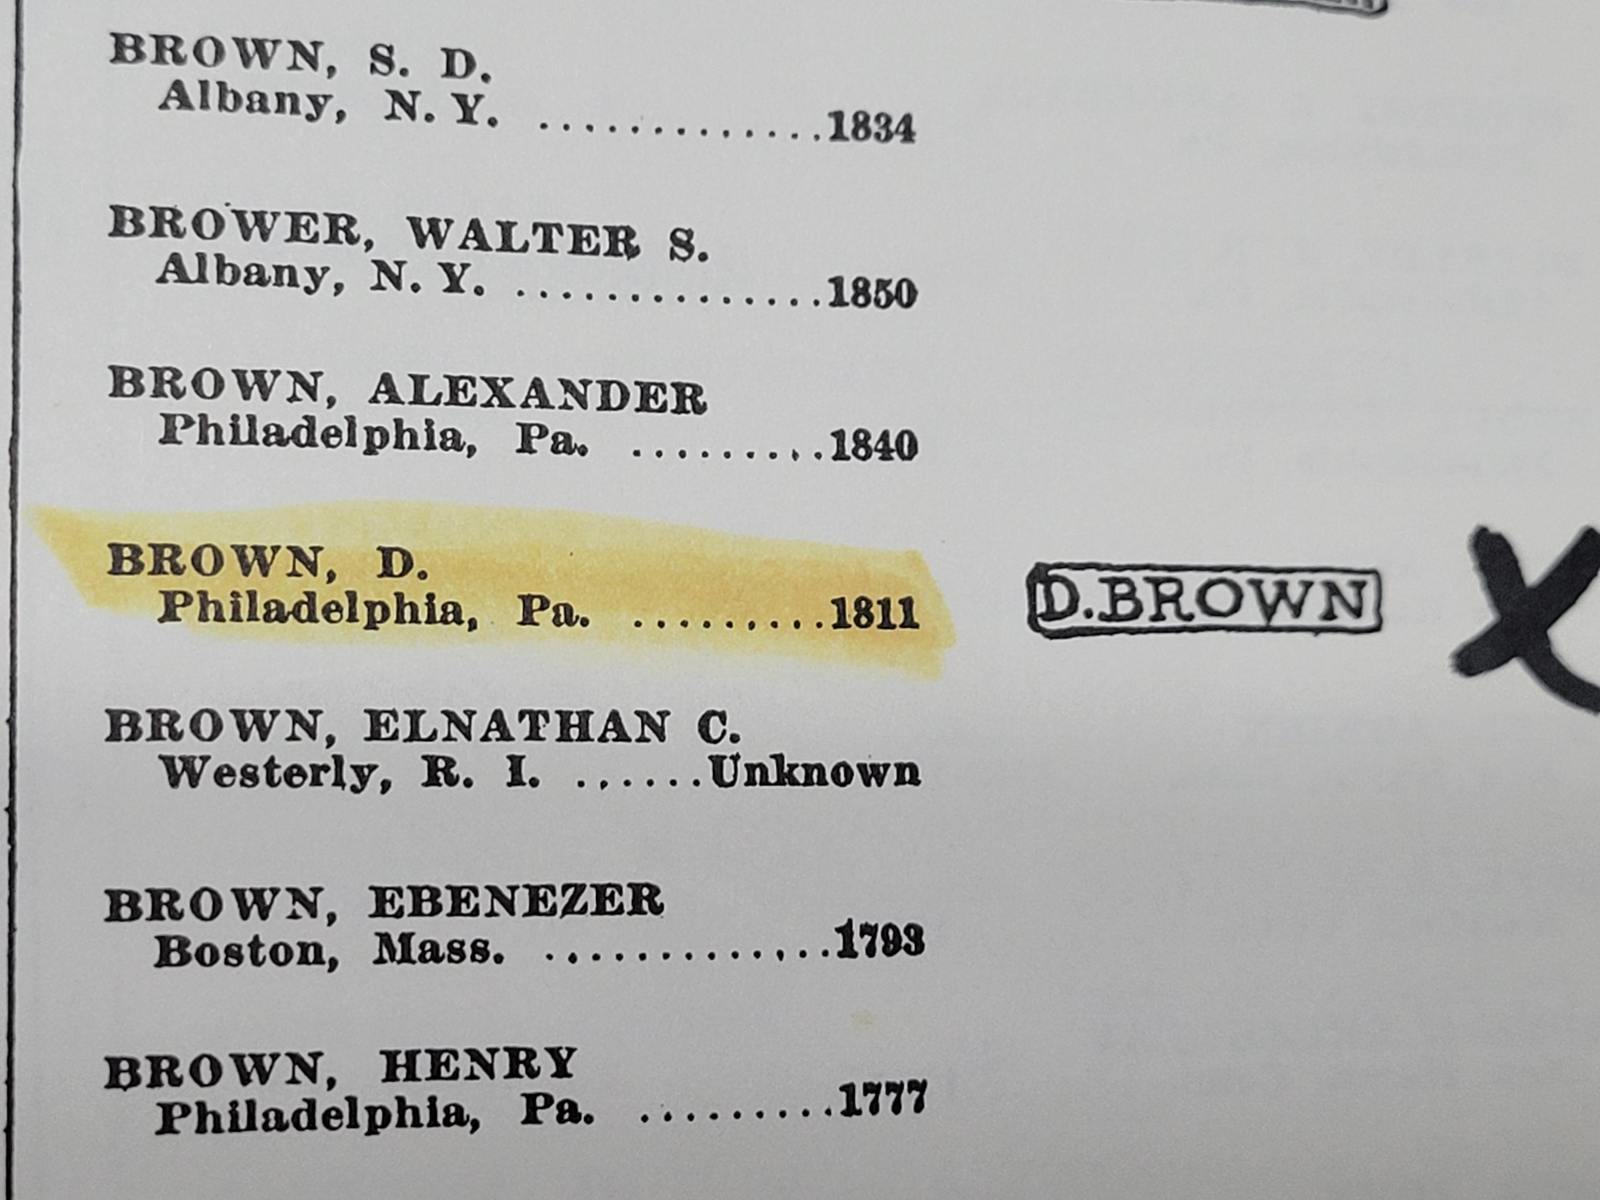 BROWN, S. D.
Albany, N. Y. .............1834
BROWER, WALTER S.
Albany, N. Y. ..............1850
BROWN, ALEXANDER
Philadelphia, Pa. .........1840
BROWN, D.
Philadelphia, Pa. .........1811
D.BROWN
BROWN, ELNATHAN C.
Westerly, R. I. ......Unknown
BROWN, EBENEZER
Boston, Mass. .............1793
BROWN, HENRY
Philadelphia, Pa. .........1777